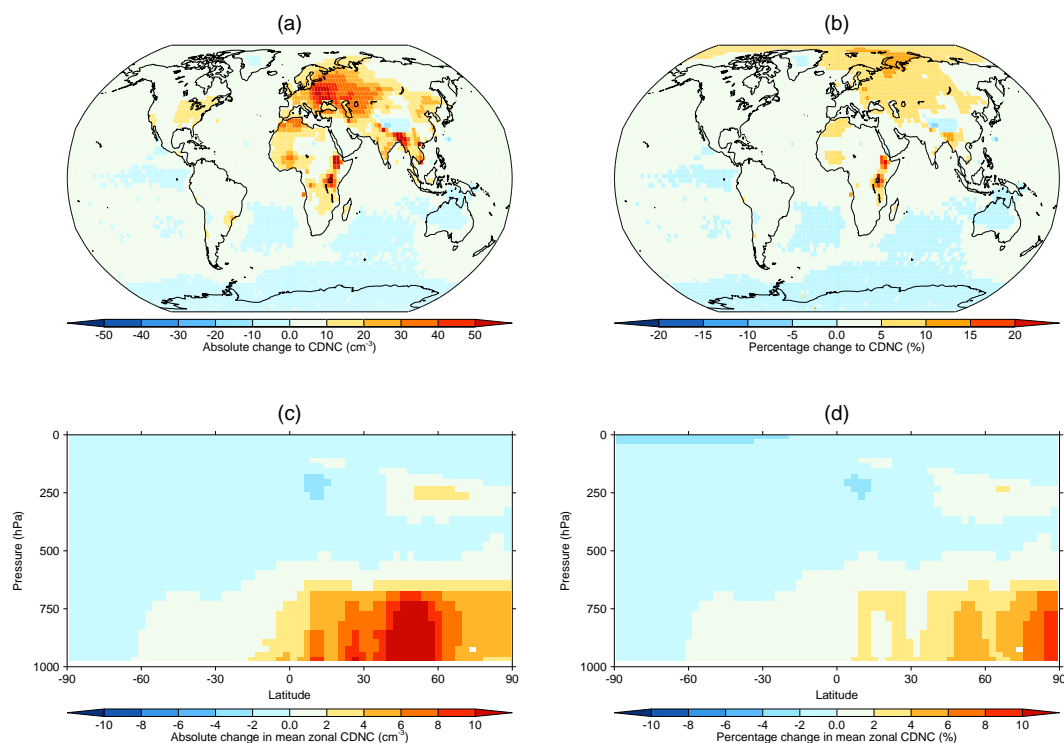 (a)
(b)
-50 -40 -30 -20 -10 0.0 10 20 30 40 50
Absolute change to CDNC (cm⁻³)
-20 -15 -10 -5 0.0 5 10 15 20
Percentage change to CDNC (%)
(c)
(d)
0
250
500
750
1000
Pressure (hPa)
-90 -60 -30 0 30 60 90
Latitude
-10 -8 -6 -4 -2 0.0 2 4 6 8 10
Absolute change in mean zonal CDNC (cm⁻³)
0
250
500
750
1000
Pressure (hPa)
-90 -60 -30 0 30 60 90
Latitude
-10 -8 -6 -4 -2 0.0 2 4 6 8 10
Percentage change in mean zonal CDNC (%)